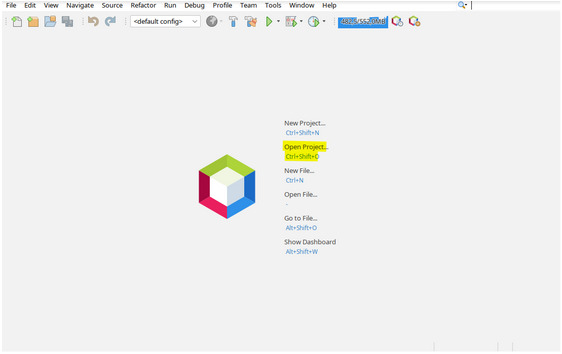 File Edit View Navigate Source Refactor Run Debug Profile Team Tools Window Help
<default config>
New Project...
Ctrl+Shift+N
Open Project...
Ctrl+Shift+O
New File...
Ctrl+N
Open File...
-
Go to File...
Alt+Shift+O
Show Dashboard
Alt+Shift+W